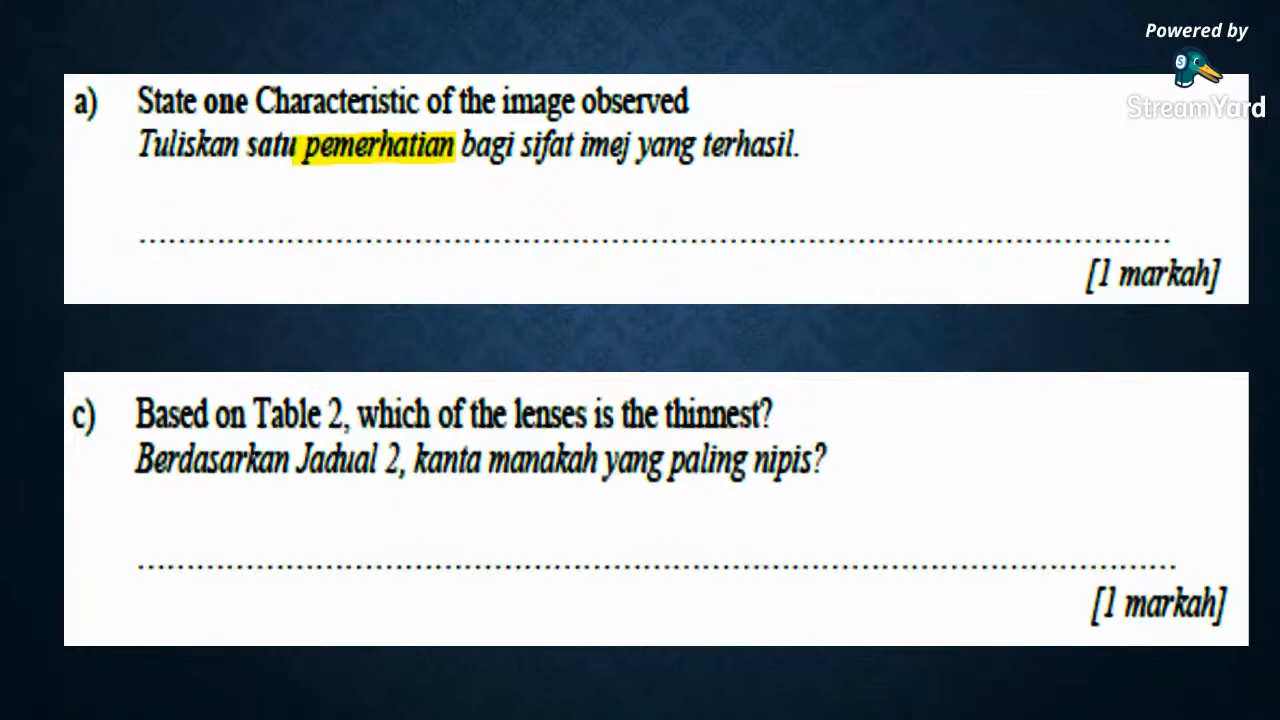 Powered by
StreamYard
a) State one Characteristic of the image observed
Tuliskan satu pemerhatian bagi sifat imej yang terhasil.
................................................................................
[1 markah]
c) Based on Table 2, which of the lenses is the thinnest?
Berdasarkan Jadual 2, kanta manakah yang paling nipis?
................................................................................
[1 markah]